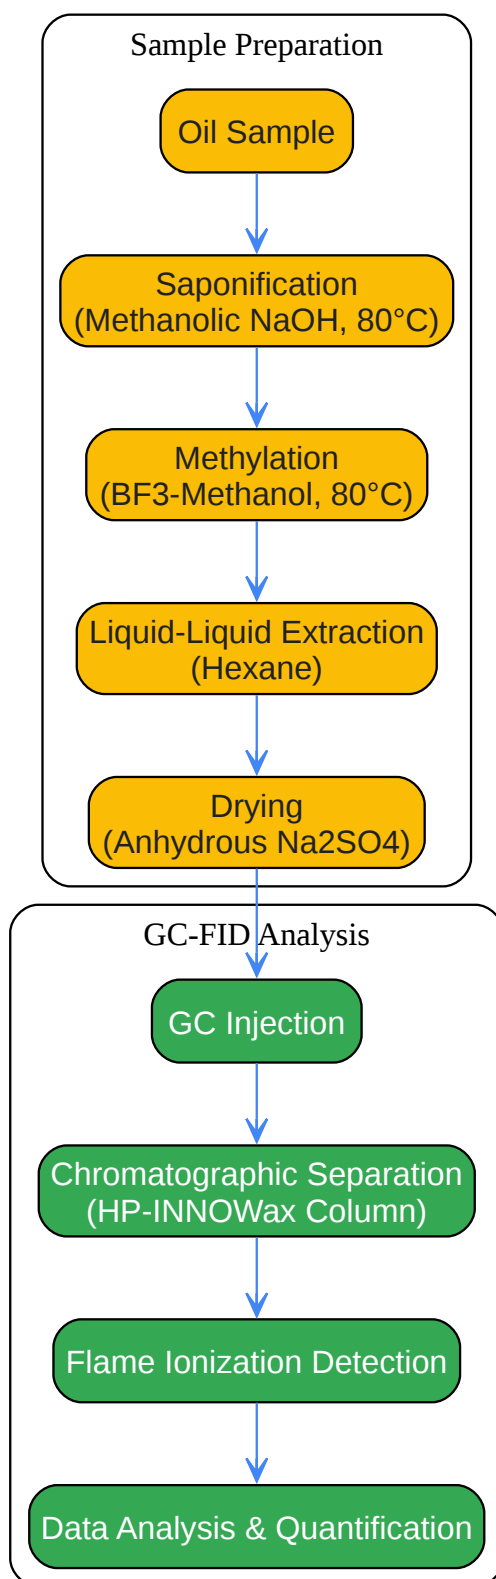 Sample Preparation
Oil Sample
Saponification
(Methanolic NaOH, 80°C)
Methylation
(BF3-Methanol, 80°C)
Liquid-Liquid Extraction
(Hexane)
Drying
(Anhydrous Na2SO4)
GC-FID Analysis
GC Injection
Chromatographic Separation
(HP-INNOWax Column)
Flame Ionization Detection
Data Analysis & Quantification